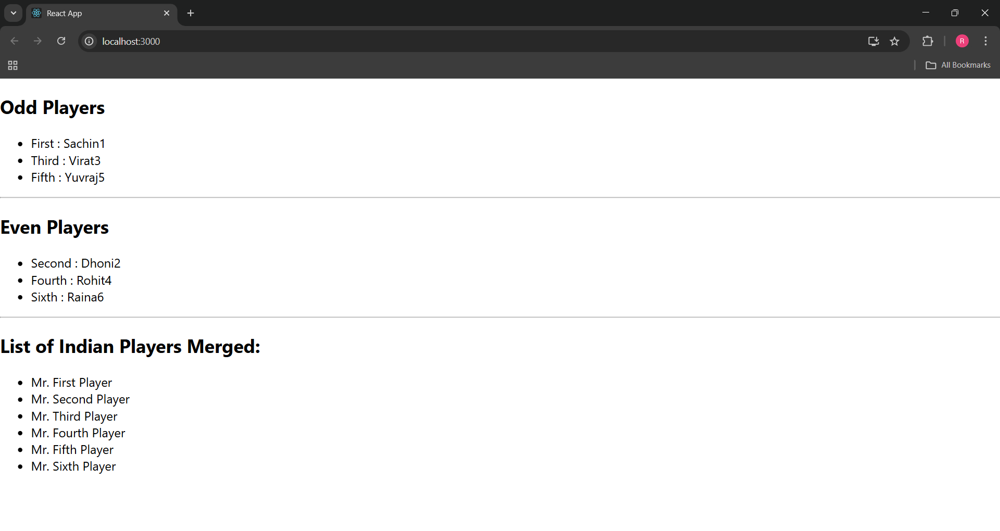 React App
localhost:3000
R
All Bookmarks
Odd Players
First : Sachin1
Third : Virat3
Fifth : Yuvraj5
Even Players
Second : Dhoni2
Fourth : Rohit4
Sixth : Raina6
List of Indian Players Merged:
Mr. First Player
Mr. Second Player
Mr. Third Player
Mr. Fourth Player
Mr. Fifth Player
Mr. Sixth Player